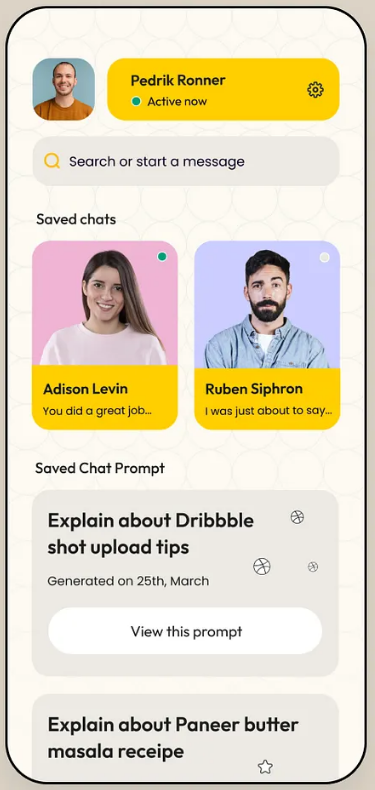 Pedrik Ronner
Active now
Search or start a message
Saved chats
Adison Levin
You did a great job...
Ruben Siphron
I was just about to say...
Saved Chat Prompt
Explain about Dribbble
shot upload tips
Generated on 25th, March
View this prompt
Explain about Paneer butter
masala receipe